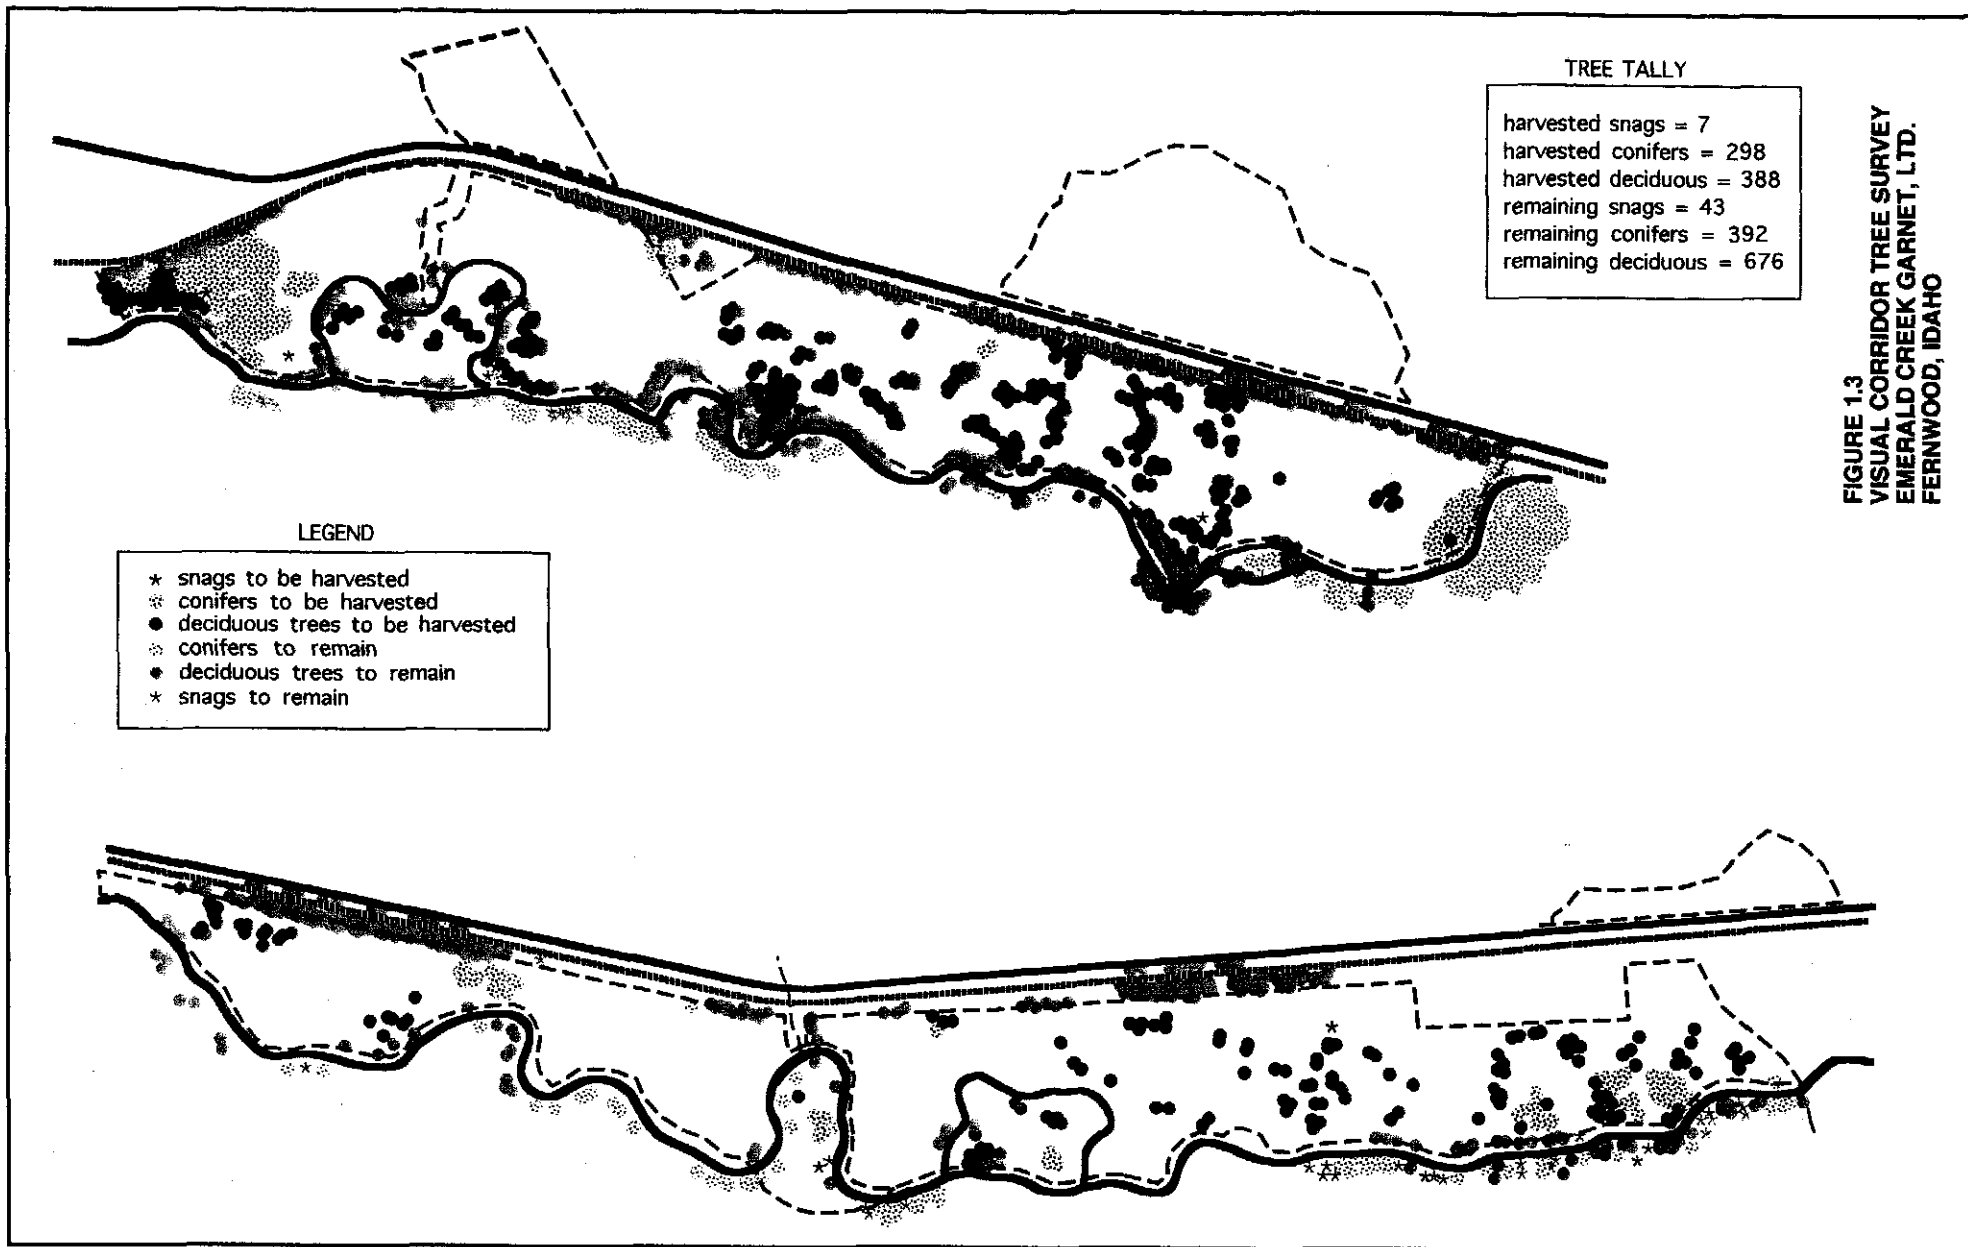 TREE TALLY
harvested snags = 7
harvested conifers = 298
harvested deciduous = 388
remaining snags = 43
remaining conifers = 392
remaining deciduous = 676
FIGURE 1.3
VISUAL CORRIDOR TREE SURVEY
EMERALD CREEK GARNET, LTD.
FERNWOOD, IDAHO
LEGEND
* snags to be harvested
conifers to be harvested
● deciduous trees to be harvested
conifers to remain
● deciduous trees to remain
* snags to remain